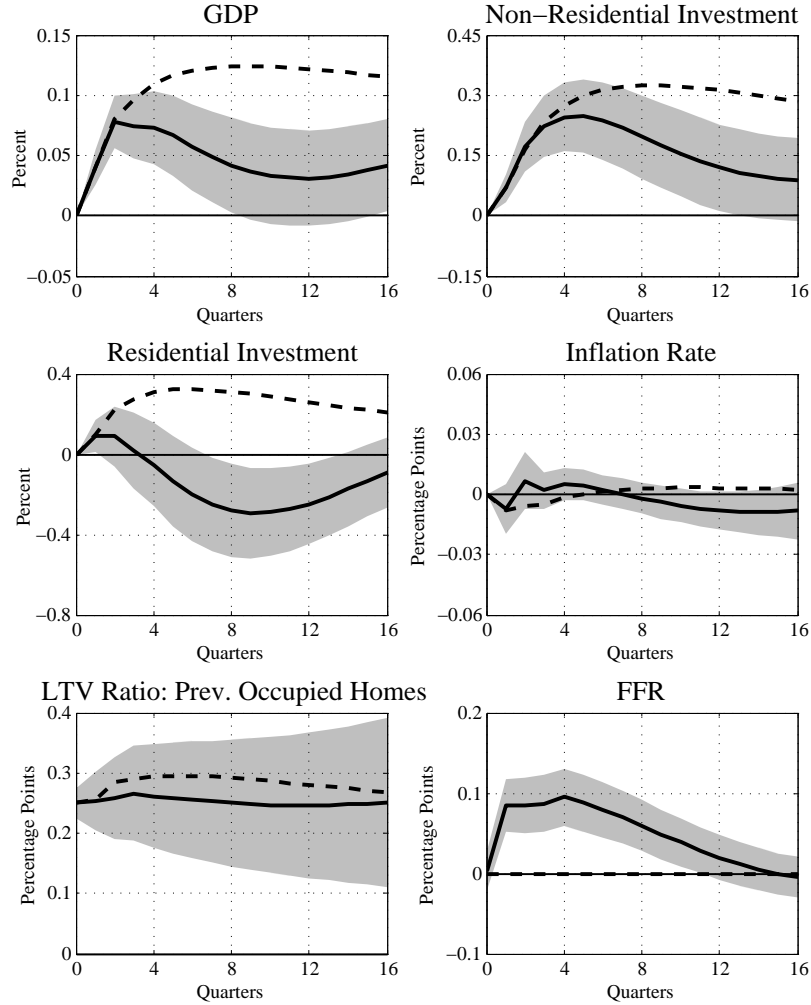 GDP
Percent
0.15
0.1
0.05
0
−0.05
0 4 8 12 16
Quarters
Non−Residential Investment
Percent
0.45
0.3
0.15
0
−0.15
0 4 8 12 16
Quarters
Residential Investment
Percent
0.4
0
−0.4
−0.8
0 4 8 12 16
Quarters
Inflation Rate
Percentage Points
0.06
0.03
0
−0.03
−0.06
0 4 8 12 16
Quarters
LTV Ratio: Prev. Occupied Homes
Percentage Points
0.4
0.3
0.2
0.1
0
0 4 8 12 16
Quarters
FFR
Percentage Points
0.2
0.1
0
−0.1
0 4 8 12 16
Quarters